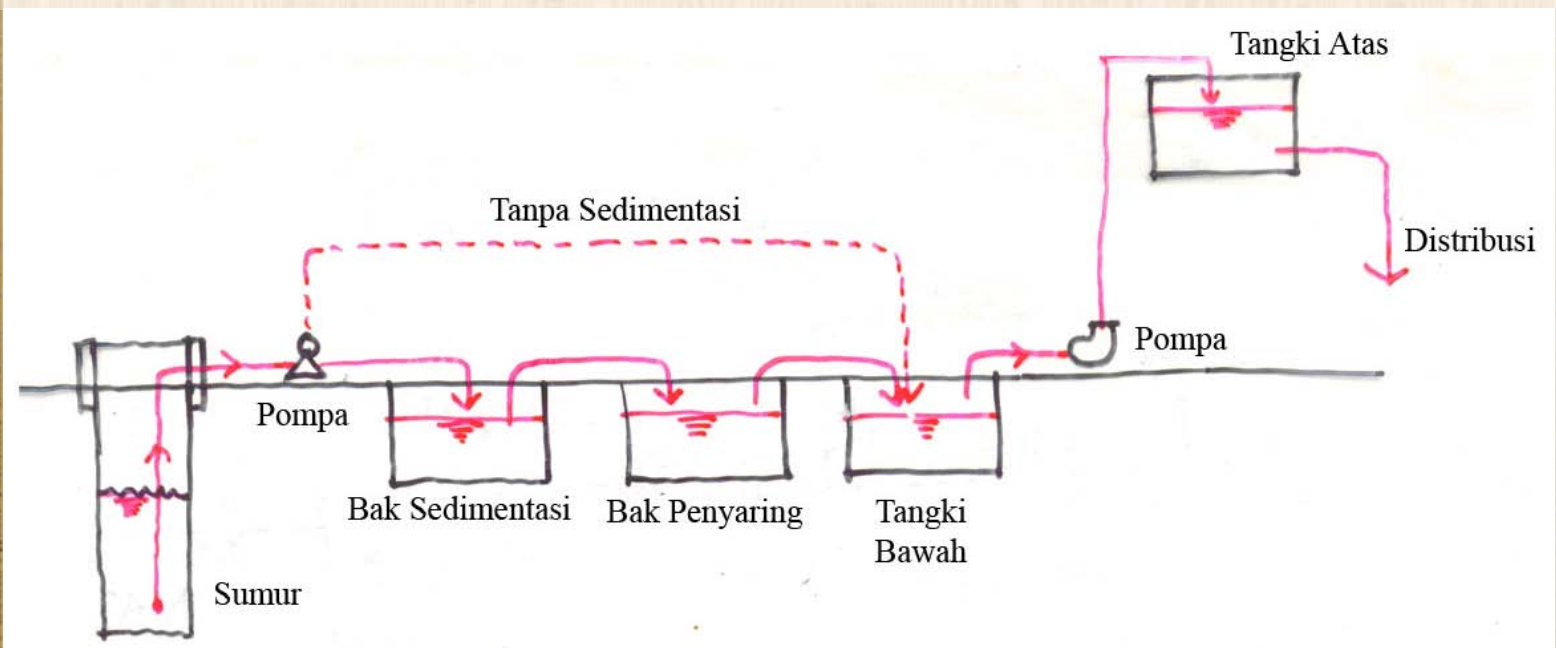 Tangki Atas
Tanpa Sedimentasi
Distribusi
Pompa
Pompa
Bak Sedimentasi
Bak Penyaring
Tangki
Bawah
Sumur